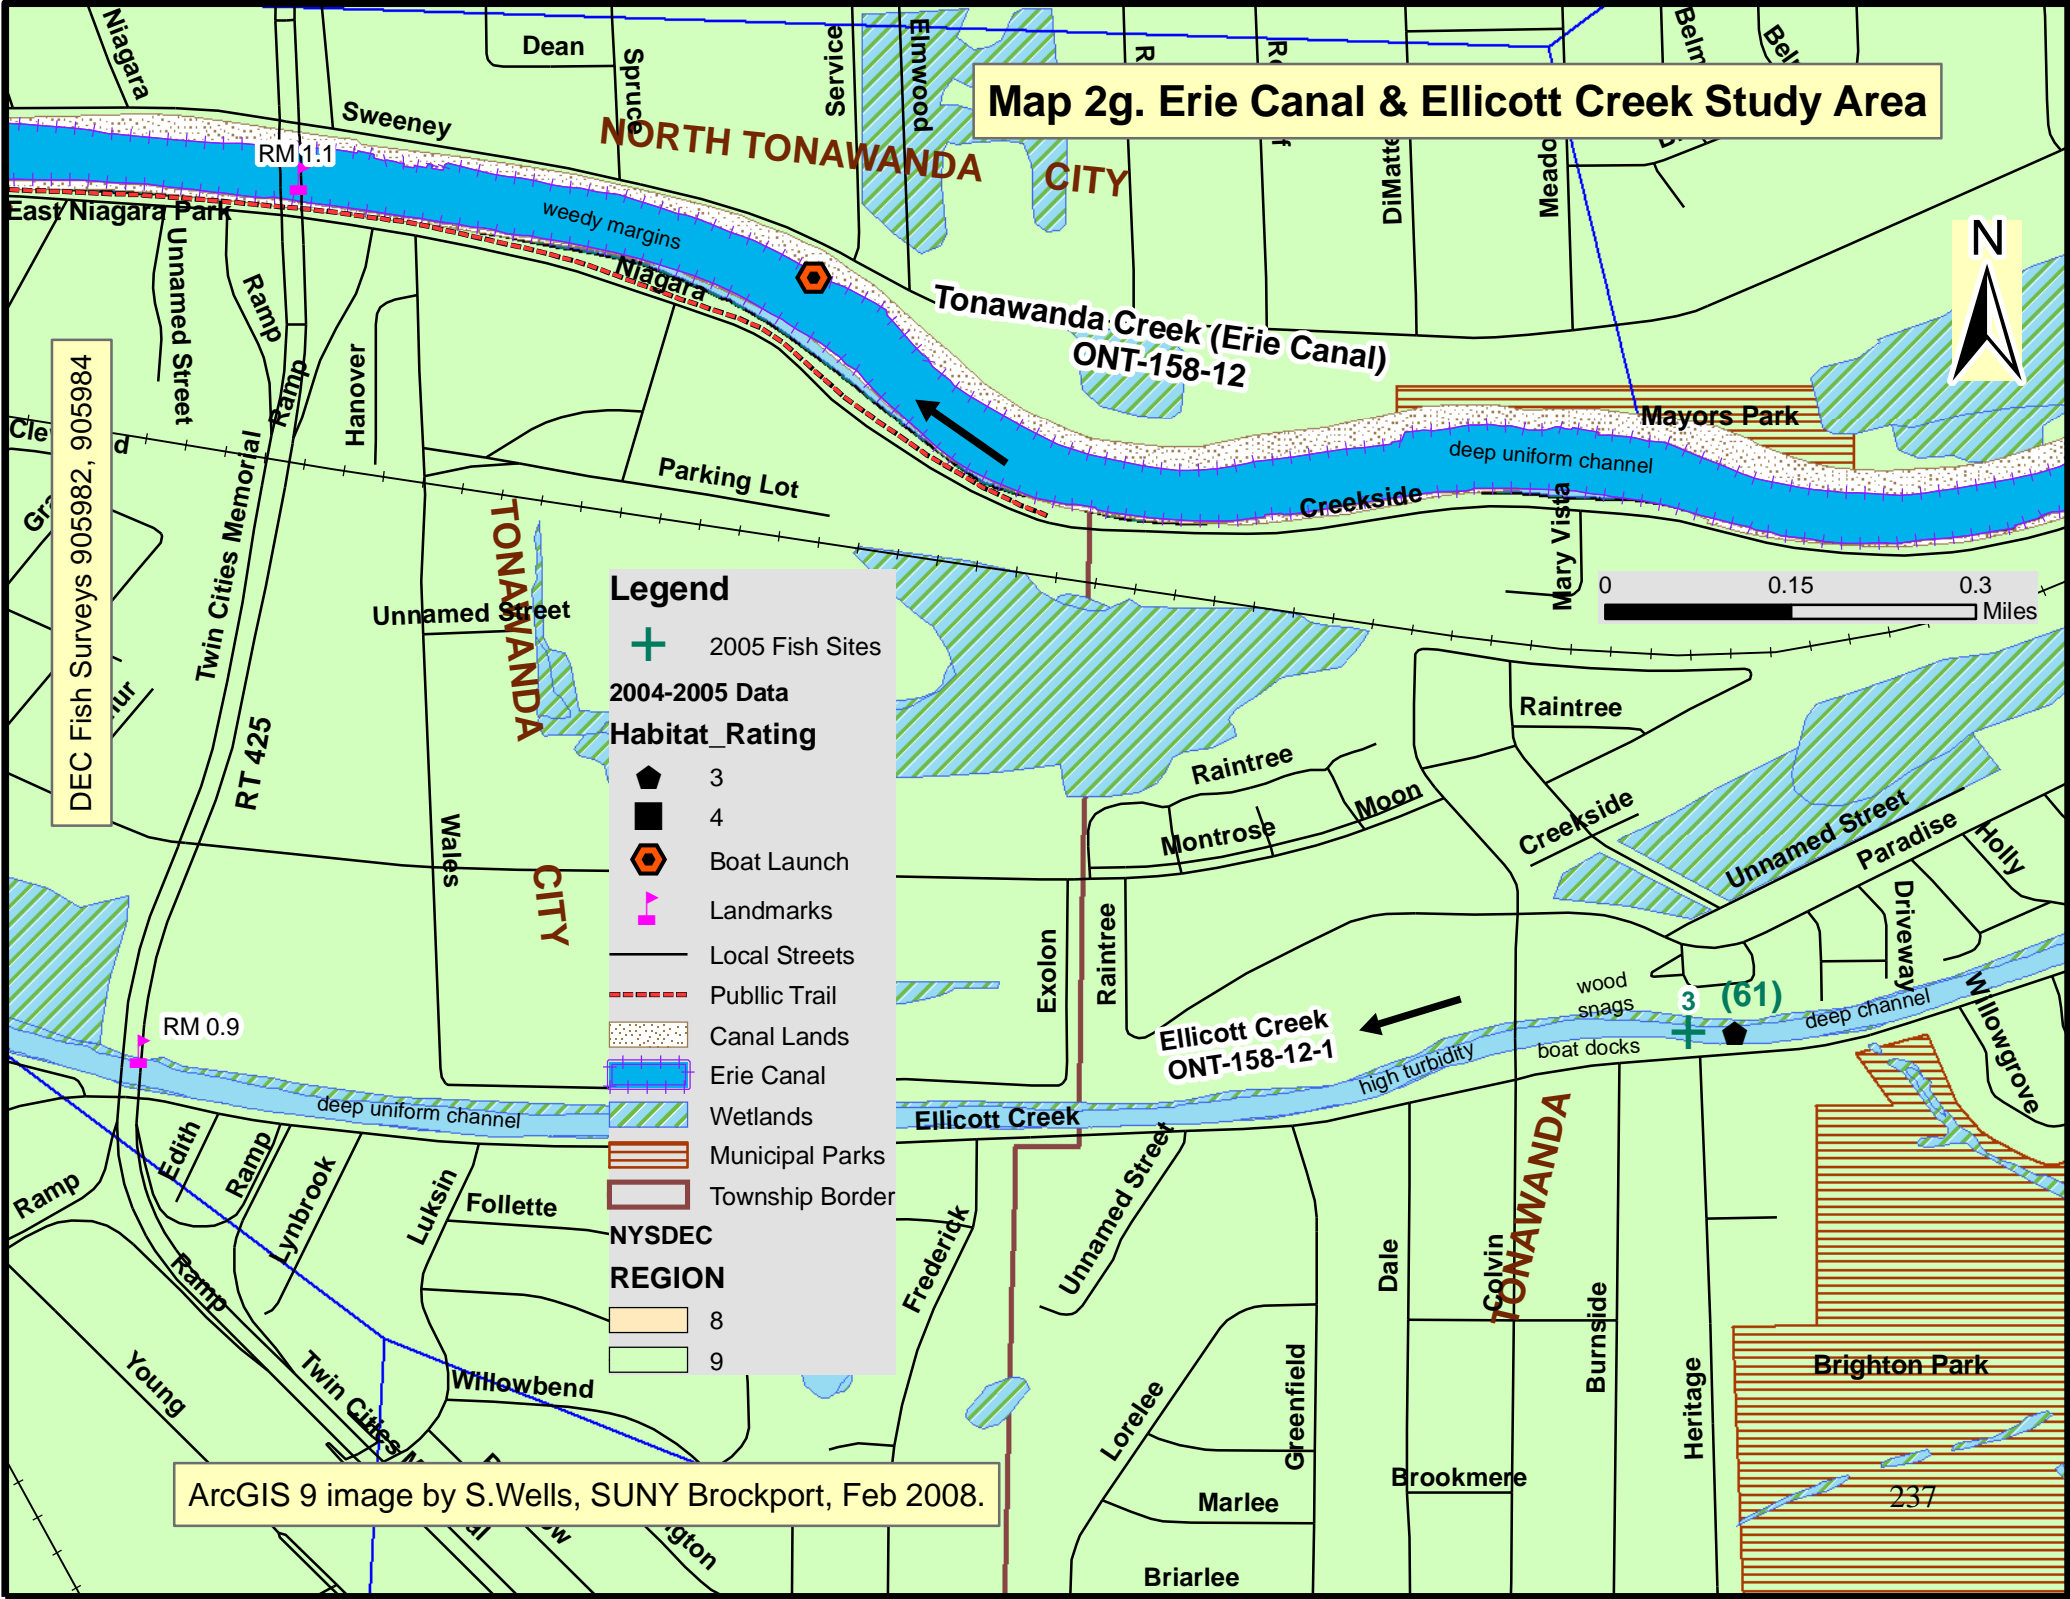 Map 2g. Erie Canal & Ellicott Creek Study Area
Niagara
Dean
Spruce
Service
Elmwood
R
DiMatte
Meado
Belm
Sweeney
NORTH TONAWANDA CITY
RM 1.1
East Niagara Park
weedy margins
Niagara
Unnamed Street
Ramp
Ramp
Hanover
Tonawanda Creek (Erie Canal)
ONT-158-12
N
Mayors Park
deep uniform channel
Creekside
Mary Vista
0 0.15 0.3
Miles
DEC Fish Surveys 905982, 905984
Parking Lot
Twin Cities Memorial
RT 425
TONAWANDA
CITY
Unnamed Street
Wales
Legend
2005 Fish Sites
2004-2005 Data
Habitat_Rating
3
4
Boat Launch
Landmarks
Local Streets
Publlic Trail
Canal Lands
Erie Canal
Wetlands
Municipal Parks
Township Border
NYSDEC
REGION
8
9
Raintree
Raintree
Moon
Montrose
Creekside
Unnamed Street
Paradise
Holly
Driveway
Willowgrove
Exolon
Raintree
wood
snags
3 (61)
deep channel
boat docks
high turbidity
Ellicott Creek
ONT-158-12-1
RM 0.9
deep uniform channel
Ellicott Creek
Edith
Ramp
Lynbrook
Luksin
Follette
Ramp
Ramp
Frederick
Unnamed Street
Dale
Colvin
TONAWANDA
Burnside
Heritage
Brighton Park
Young
Twin Cities M
Willowbend
Lorelee
Greenfield
Brookmere
Marlee
Briarlee
237
ArcGIS 9 image by S.Wells, SUNY Brockport, Feb 2008.
al
ow
ngton